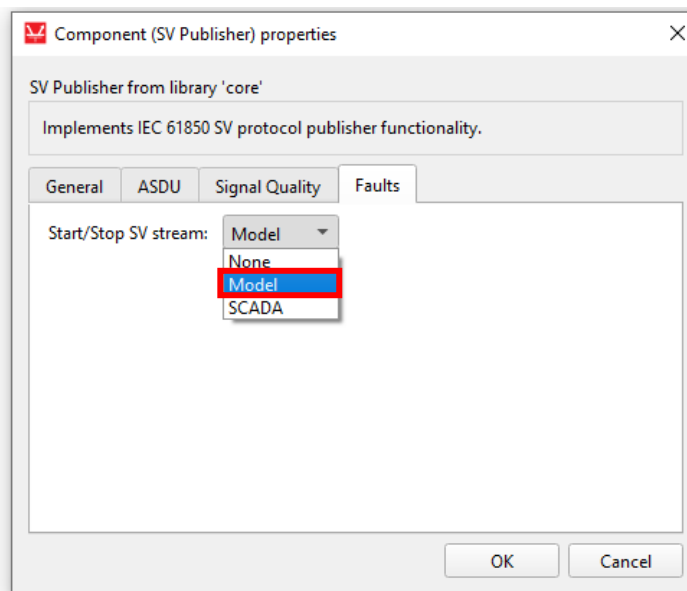 Component (SV Publisher) properties
SV Publisher from library 'core'
Implements IEC 61850 SV protocol publisher functionality.
General ASDU Signal Quality Faults
Start/Stop SV stream: Model
None
Model
SCADA
OK Cancel